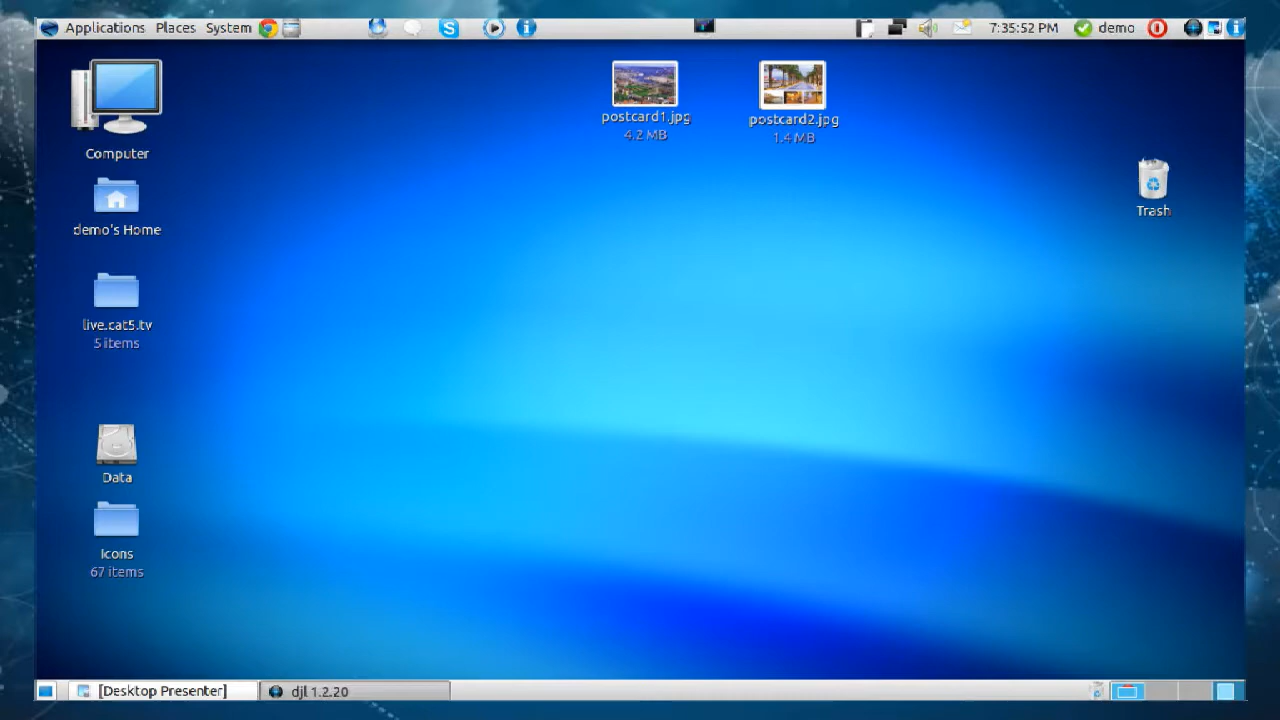 Applications Places System
7:35:52 PM demo
Computer
demo's Home
live.cat5.tv
5 items
Data
Icons
67 items
postcard1.jpg
4.2 MB
postcard2.jpg
1.4 MB
Trash
[Desktop Presenter]
djl 1.2.20